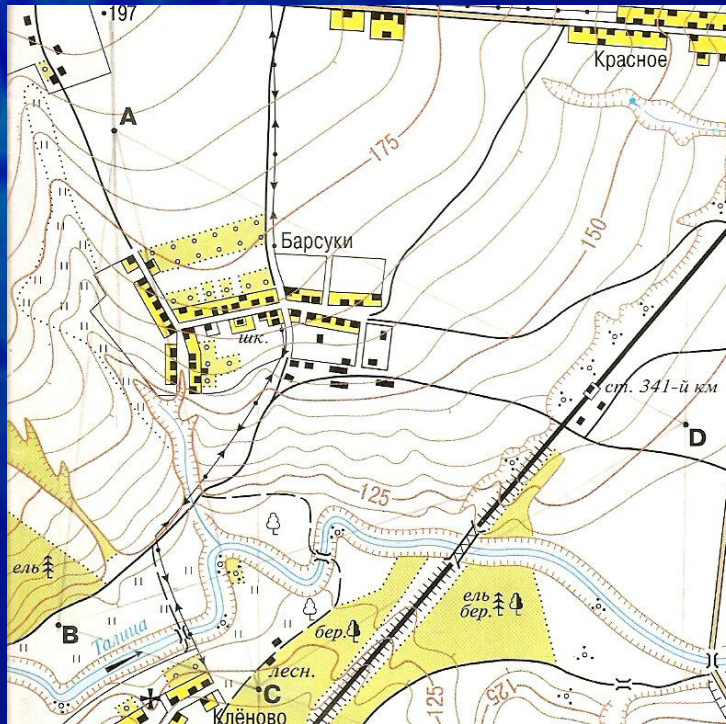 197
Красное
A
175
150
Барсуки
шк.
ст. 341-й км
D
125
ель
ель
бер.
B
Талица
бер.
лесн.
C
125
125
Клёново